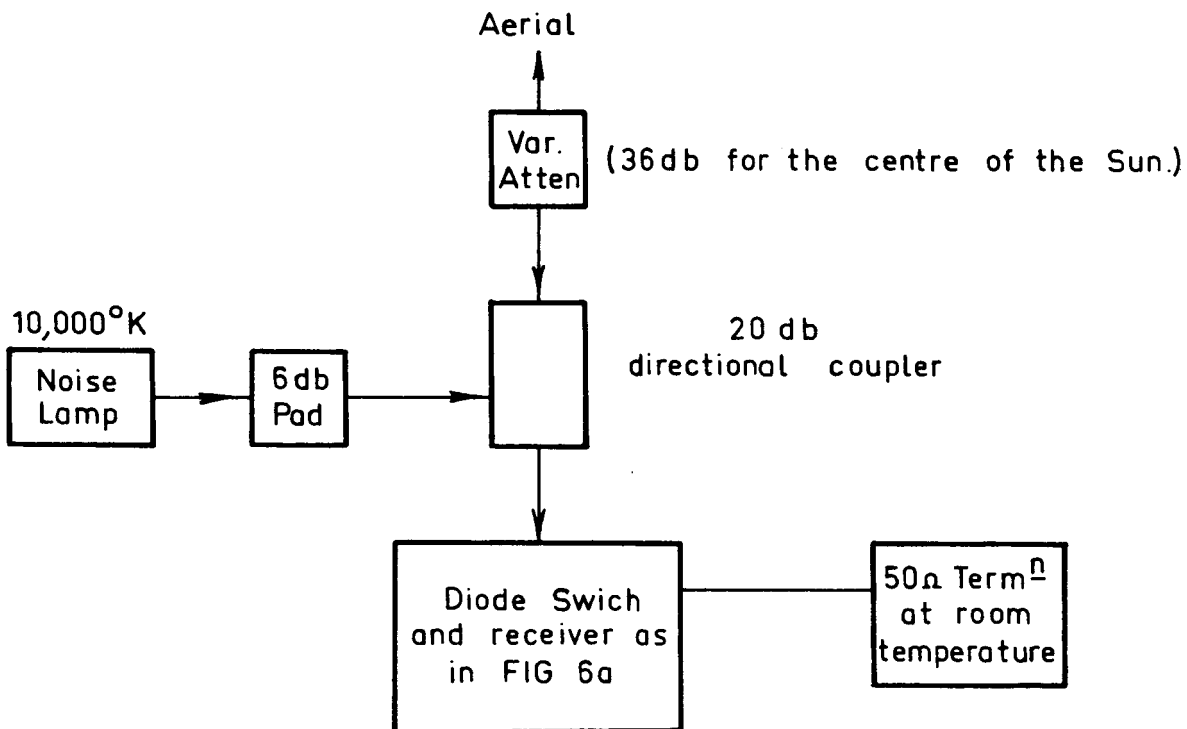 Aerial
Var.
Atten
(36db for the centre of the Sun.)
10,000°K
Noise
Lamp
6db
Pad
20 db
directional coupler
Diode Swich
and receiver as
in FIG 6a
50Ω Termⁿ
at room
temperature